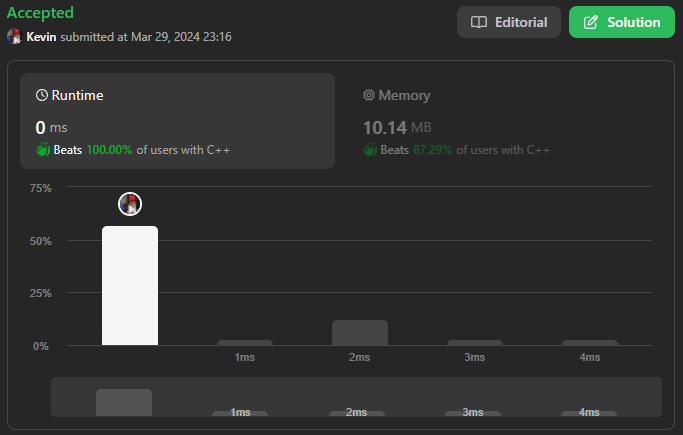 Accepted
Editorial
Solution
Kevin submitted at Mar 29, 2024 23:16
Runtime
Memory
0 ms
10.14 MB
Beats 100.00% of users with C++
Beats 87.29% of users with C++
75%
50%
25%
0%
1ms 2ms 3ms 4ms
1ms 2ms 3ms 4ms